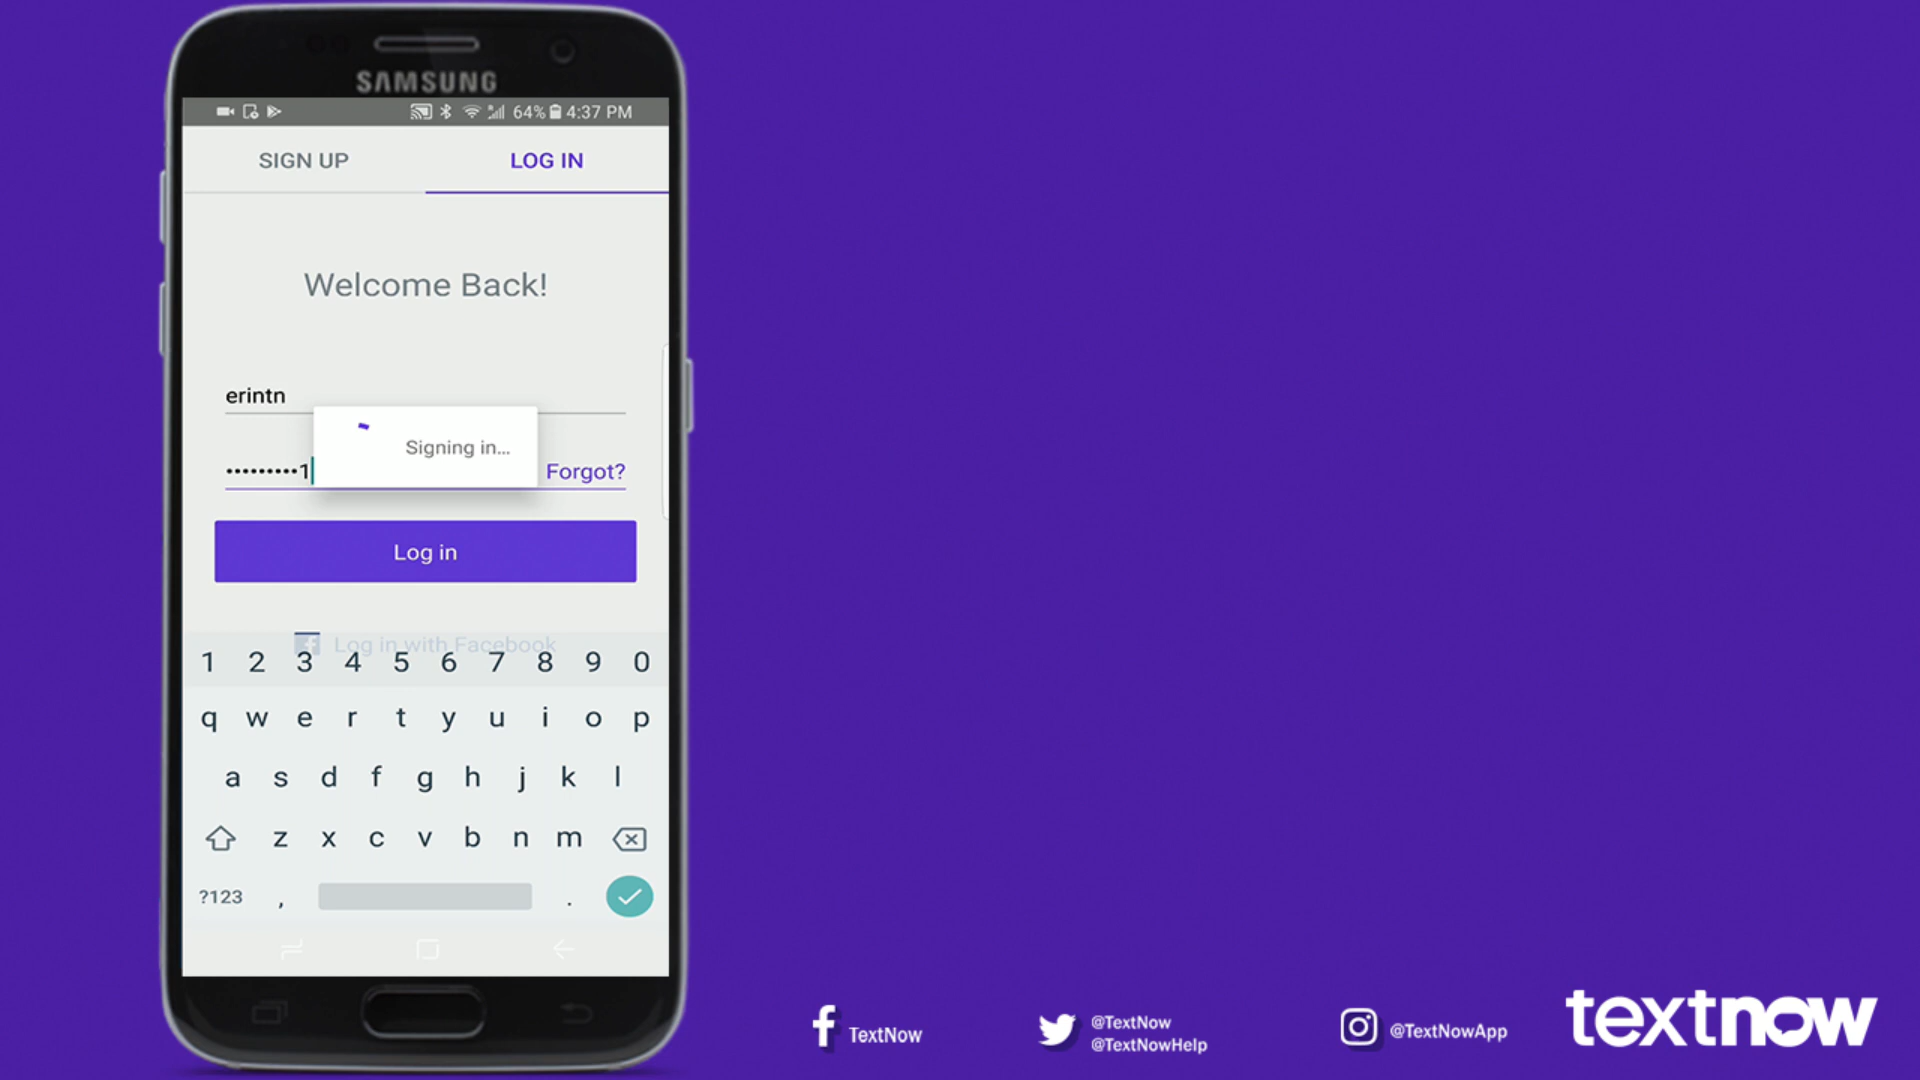 SAMSUNG
64% 4:37 PM
SIGN UP LOG IN
Welcome Back!
erintn
•••••••••1 Forgot?
Signing in...
Log in
Log in with Facebook
1 2 3 4 5 6 7 8 9 0
q w e r t y u i o p
a s d f g h j k l
z x c v b n m
?123 , .
TextNow
@TextNow
@TextNowHelp
@TextNowApp
textnow